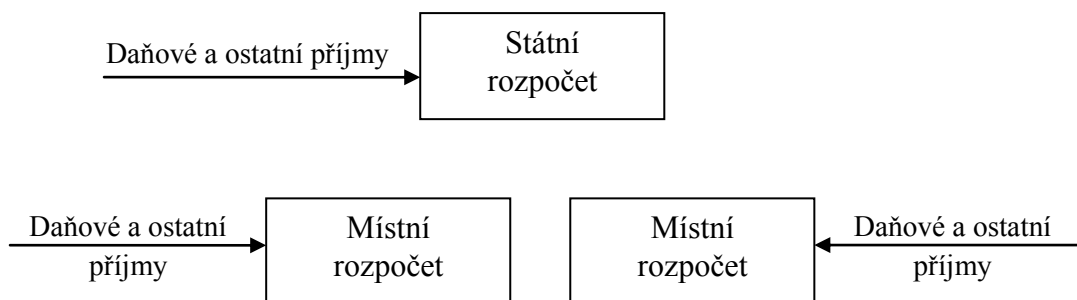 Daňové a ostatní příjmy
Státní
rozpočet
Daňové a ostatní
příjmy
Místní
rozpočet
Místní
rozpočet
Daňové a ostatní
příjmy